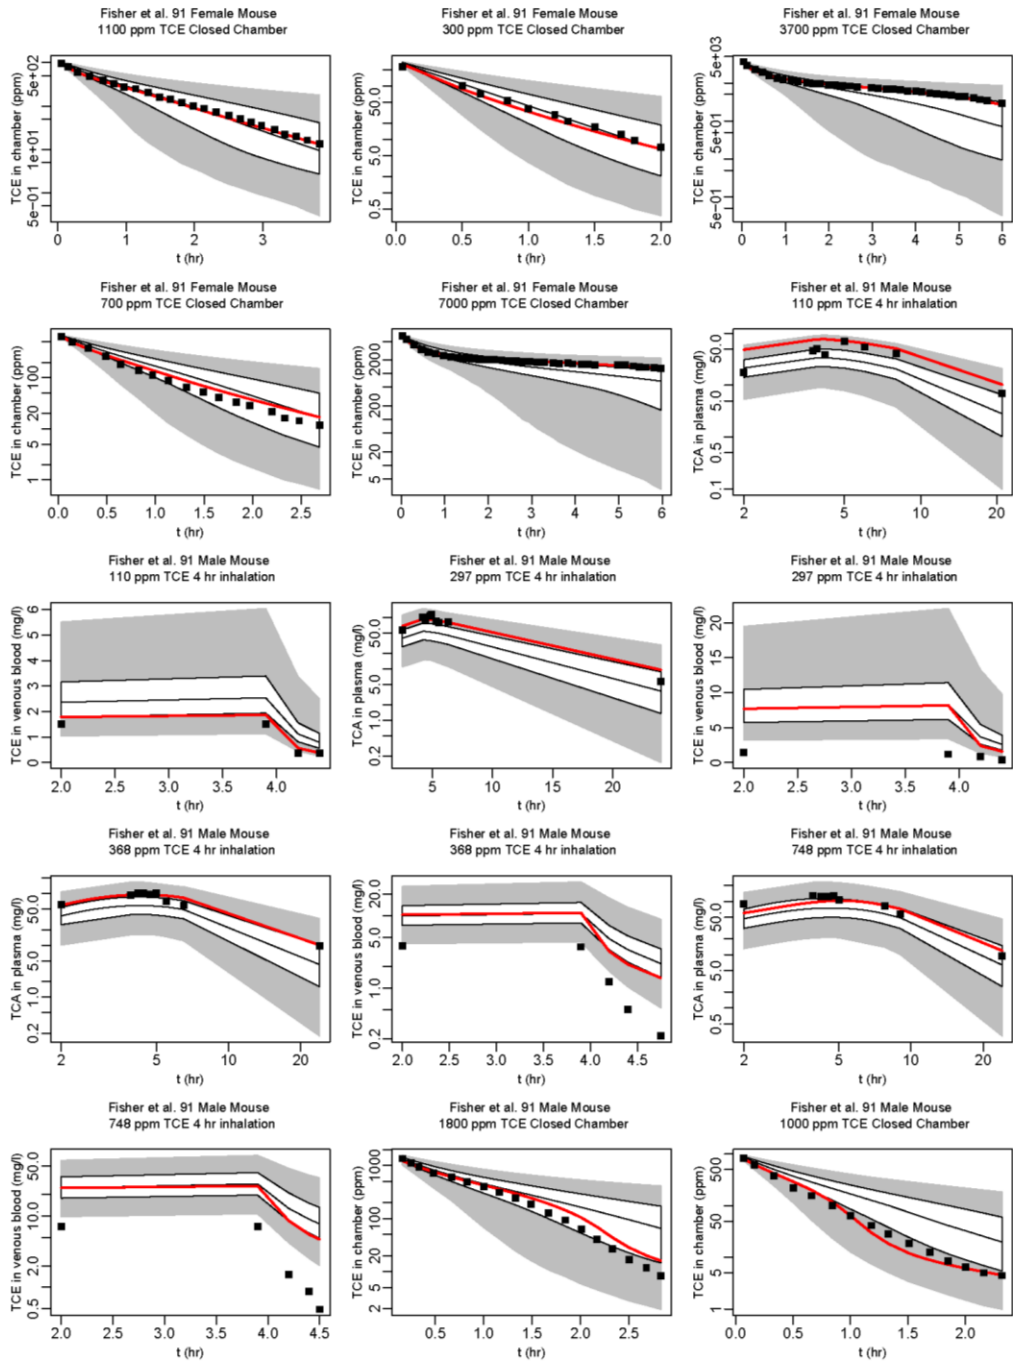 Fisher et al. 91 Female Mouse
1100 ppm TCE Closed Chamber
TCE in chamber (ppm)
5e+02
1e+01
5e−01
0 1 2 3
t (hr)
Fisher et al. 91 Female Mouse
300 ppm TCE Closed Chamber
TCE in chamber (ppm)
50.0
5.0
0.5
0.0 0.5 1.0 1.5 2.0
t (hr)
Fisher et al. 91 Female Mouse
3700 ppm TCE Closed Chamber
TCE in chamber (ppm)
5e+03
5e+01
5e−01
0 1 2 3 4 5 6
t (hr)
Fisher et al. 91 Female Mouse
700 ppm TCE Closed Chamber
TCE in chamber (ppm)
100
20
5
1
0.0 0.5 1.0 1.5 2.0 2.5
t (hr)
Fisher et al. 91 Female Mouse
7000 ppm TCE Closed Chamber
TCE in chamber (ppm)
2000
200
20
5
0 1 2 3 4 5 6
t (hr)
Fisher et al. 91 Male Mouse
110 ppm TCE 4 hr inhalation
TCA in plasma (mg/l)
50.0
5.0
0.5
0.1
2 5 10 20
t (hr)
Fisher et al. 91 Male Mouse
110 ppm TCE 4 hr inhalation
TCE in venous blood (mg/l)
6
5
4
3
2
1
0
2.0 2.5 3.0 3.5 4.0
t (hr)
Fisher et al. 91 Male Mouse
297 ppm TCE 4 hr inhalation
TCA in plasma (mg/l)
50.0
5.0
1.0
0.2
5 10 15 20
t (hr)
Fisher et al. 91 Male Mouse
297 ppm TCE 4 hr inhalation
TCE in venous blood (mg/l)
20
15
10
5
0
2.0 2.5 3.0 3.5 4.0
t (hr)
Fisher et al. 91 Male Mouse
368 ppm TCE 4 hr inhalation
TCA in plasma (mg/l)
50.0
5.0
1.0
0.2
2 5 10 20
t (hr)
Fisher et al. 91 Male Mouse
368 ppm TCE 4 hr inhalation
TCE in venous blood (mg/l)
20.0
5.0
1.0
0.2
2.0 2.5 3.0 3.5 4.0 4.5
t (hr)
Fisher et al. 91 Male Mouse
748 ppm TCE 4 hr inhalation
TCA in plasma (mg/l)
50.0
5.0
0.5
2 5 10 20
t (hr)
Fisher et al. 91 Male Mouse
748 ppm TCE 4 hr inhalation
TCE in venous blood (mg/l)
50.0
10.0
2.0
0.5
2.0 2.5 3.0 3.5 4.0 4.5
t (hr)
Fisher et al. 91 Male Mouse
1800 ppm TCE Closed Chamber
TCE in chamber (ppm)
1000
100
20
5
2
0.5 1.0 1.5 2.0 2.5
t (hr)
Fisher et al. 91 Male Mouse
1000 ppm TCE Closed Chamber
TCE in chamber (ppm)
500
50
5
1
0.0 0.5 1.0 1.5 2.0
t (hr)